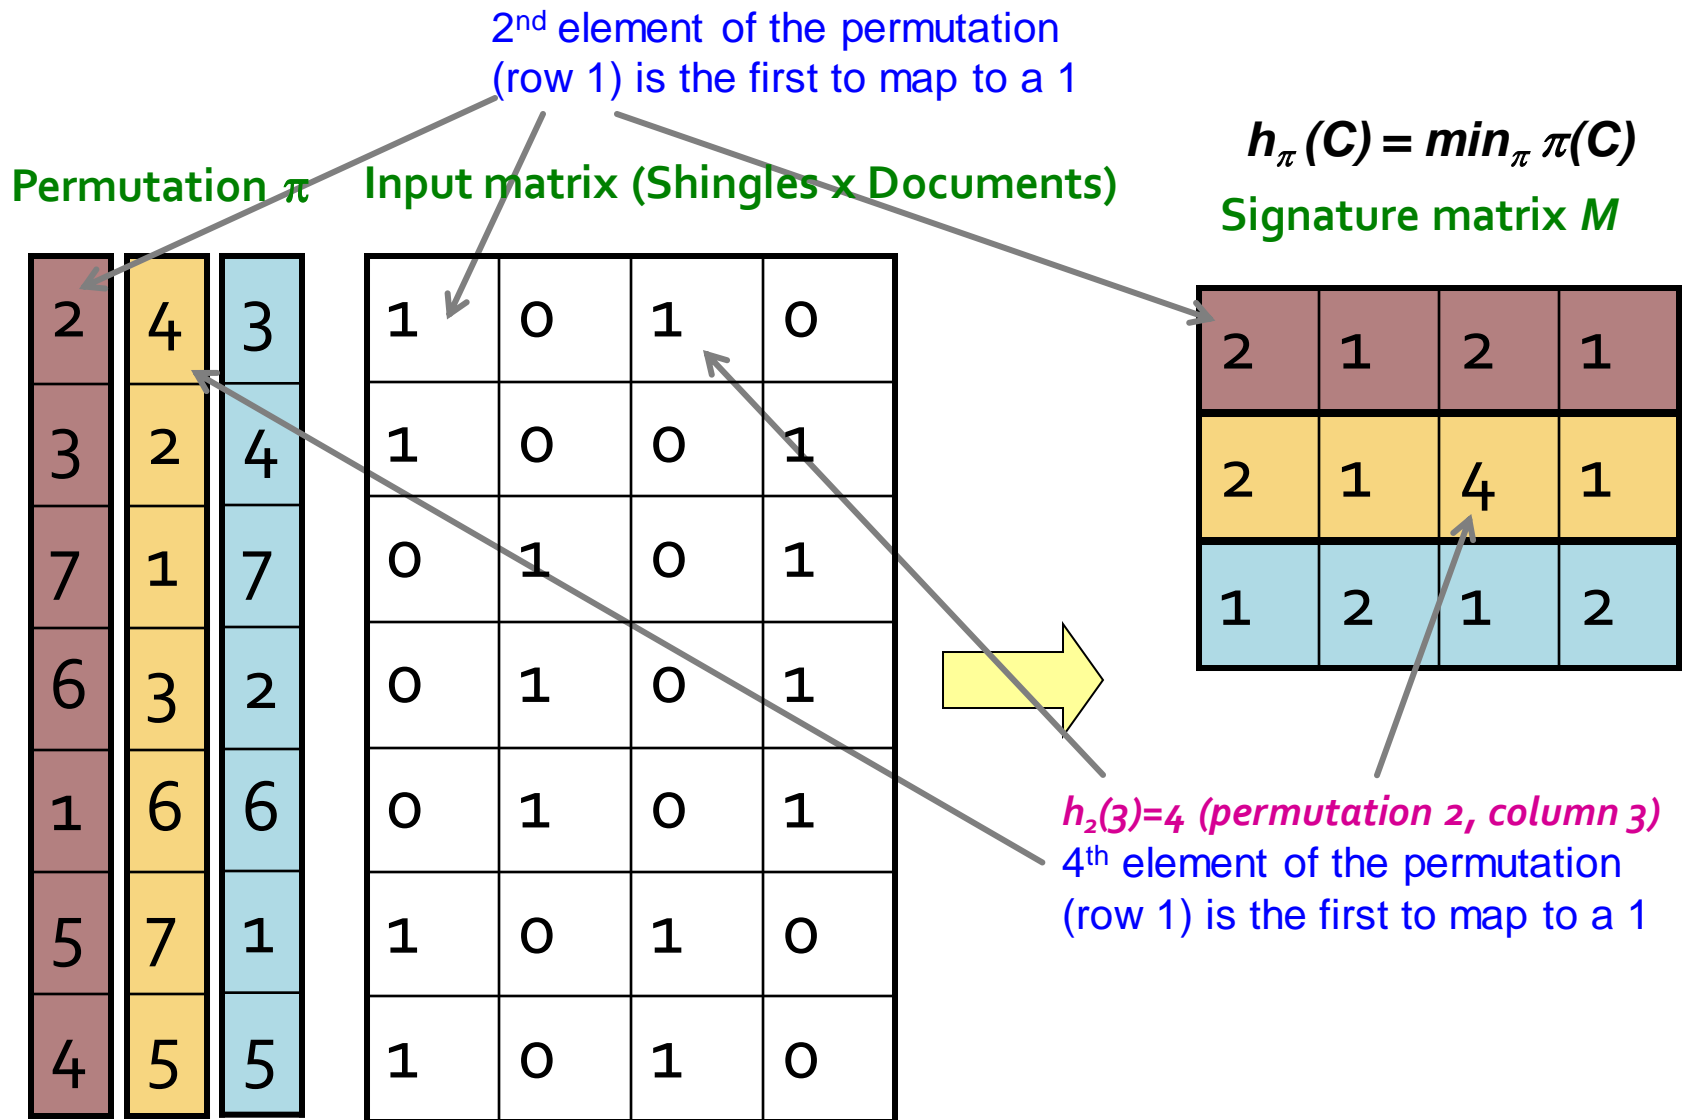 2nd element of the permutation
(row 1) is the first to map to a 1
hπ(C) = minπ π(C)
Permutation π
Input matrix (Shingles x Documents)
Signature matrix M
2 4 3 1 0 1 0
3 2 4 1 0 0 1
7 1 7 0 1 0 1
6 3 2 0 1 0 1
1 6 6 0 1 0 1
5 7 1 1 0 1 0
4 5 5 1 0 1 0
2 1 2 1
2 1 4 1
1 2 1 2
h2(3)=4 (permutation 2, column 3)
4th element of the permutation
(row 1) is the first to map to a 1